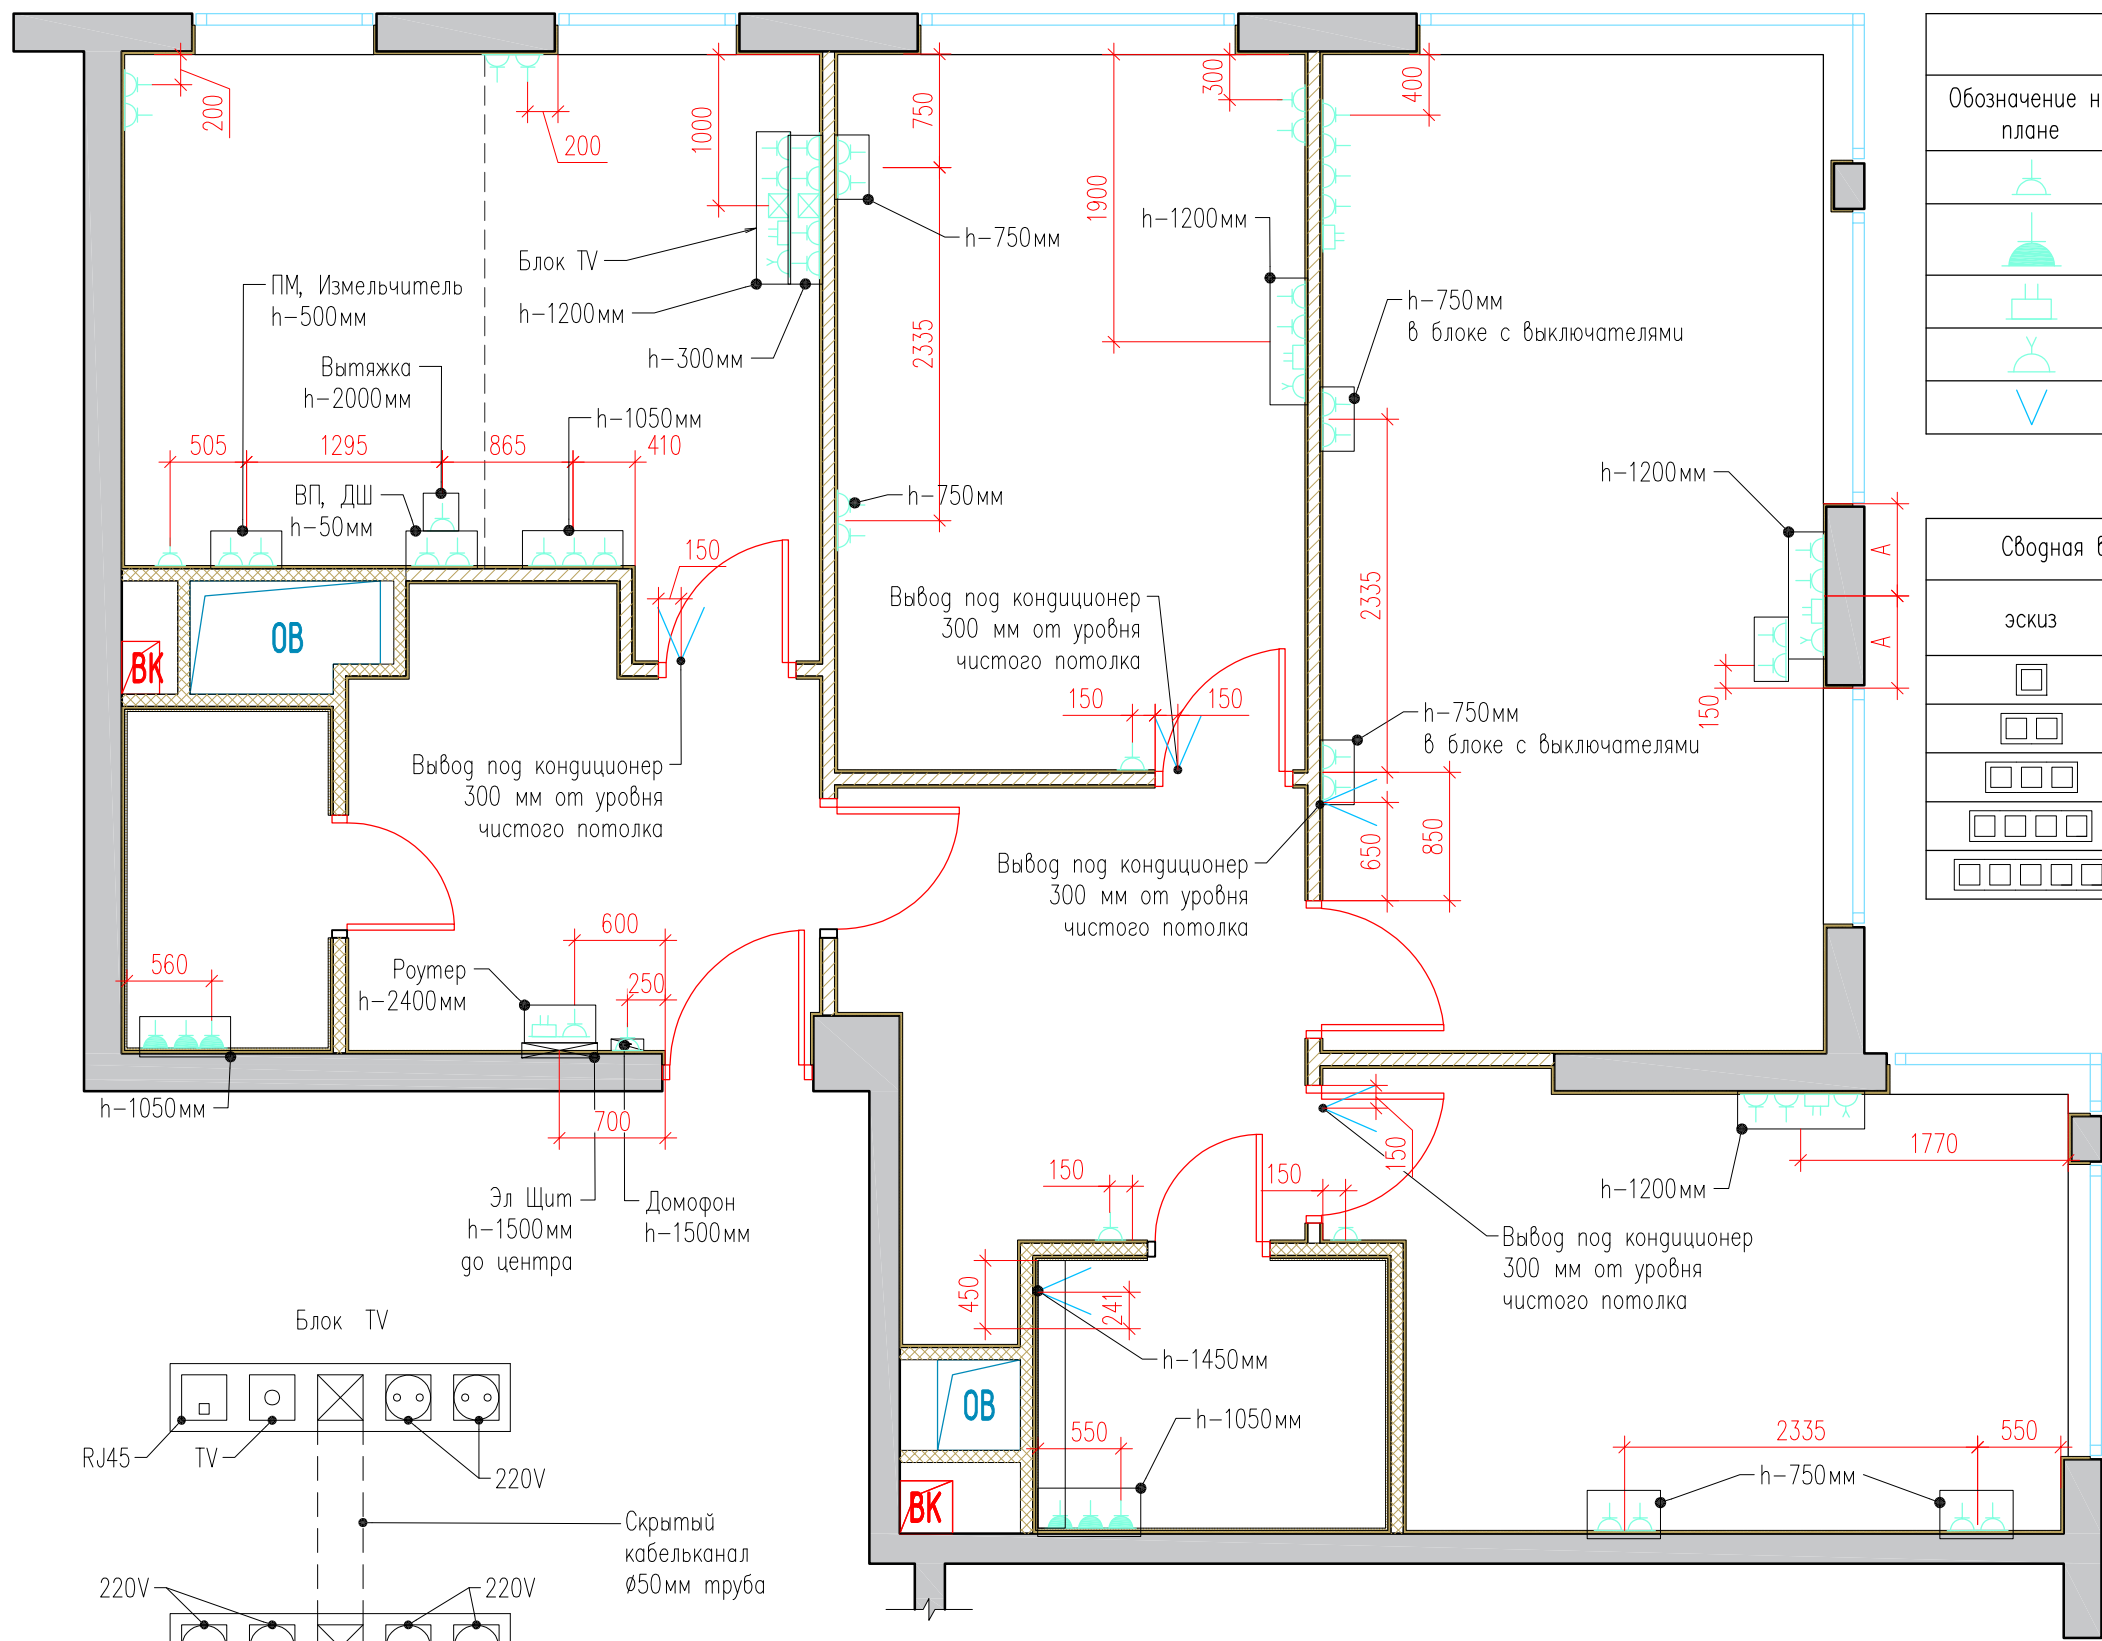 200
200
1000
750
300
1900
400
Обозначение н
плане
Блок TV
h-1200мм
h-300мм
h-750мм
h-1200мм
2335
ПМ, Измельчитель
h-500мм
Вытяжка
h-2000мм
h-1050мм
505
1295
865
410
ВП, ДШ
h-50мм
h-750мм
в блоке с выключателями
h-750мм
h-1200мм
A
A
150
Сводная в
эскиз
150
2335
ОВ
ВК
Вывод под кондиционер
300 мм от уровня
чистого потолка
150
150
h-750мм
в блоке с выключателями
Вывод под кондиционер
300 мм от уровня
чистого потолка
650
850
Вывод под кондиционер
300 мм от уровня
чистого потолка
560
600
250
Роутер
h-2400мм
h-1050мм
700
Эл Щит
h-1500мм
до центра
Домофон
h-1500мм
150
150
150
1770
h-1200мм
Вывод под кондиционер
300 мм от уровня
чистого потолка
450
241
h-1450мм
h-1050мм
550
ОВ
ВК
2335
550
h-750мм
Блок TV
RJ45
TV
220V
Скрытый
кабельканал
Ø50мм труба
220V
220V